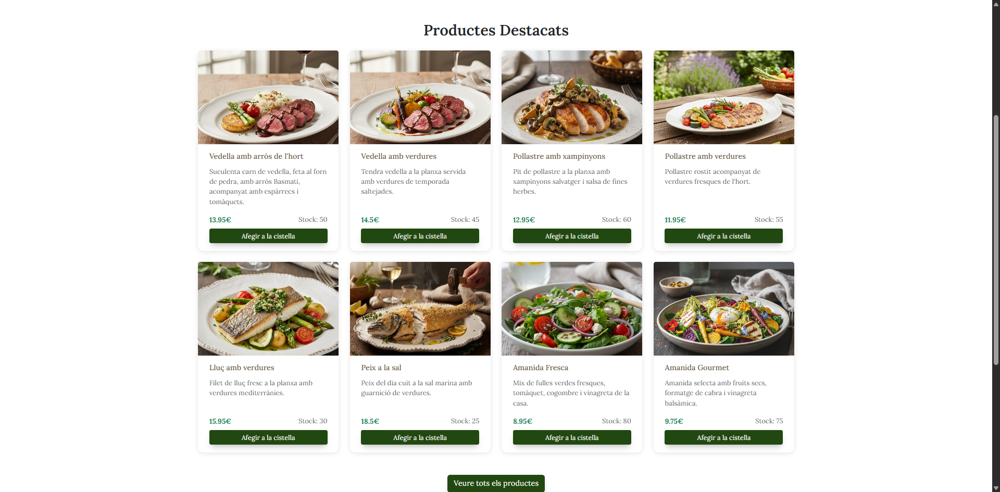 Productes Destacats
Vedella amb arròs de l'hort
Suculenta carn de vedella, feta al forn
de pedra, amb arròs Basmati,
acompanyat amb espàrrecs i
tomàquets.
13.95€ Stock: 50
Afegir a la cistella
Vedella amb verdures
Tendra vedella a la planxa servida
amb verdures de temporada
saltejades.
14.5€ Stock: 45
Afegir a la cistella
Pollastre amb xampinyons
Pit de pollastre a la planxa amb
xampinyons salvatger i salsa de fines
herbes.
12.95€ Stock: 60
Afegir a la cistella
Pollastre amb verdures
Pollastre rostit acompanyat de
verdures fresques de l'hort.
11.95€ Stock: 55
Afegir a la cistella
Lluç amb verdures
Filet de lluç fresc a la planxa amb
verdures mediterrànies.
15.95€ Stock: 30
Afegir a la cistella
Peix a la sal
Peix del dia cuit a la sal marina amb
guarnició de verdures.
18.5€ Stock: 25
Afegir a la cistella
Amanida Fresca
Mix de fulles verdes fresques,
tomàquet, cogombre i vinagreta de la
casa.
8.95€ Stock: 80
Afegir a la cistella
Amanida Gourmet
Amanida selecta amb fruits secs,
formatge de cabra i vinagreta
balsàmica.
9.75€ Stock: 75
Afegir a la cistella
Veure tots els productes